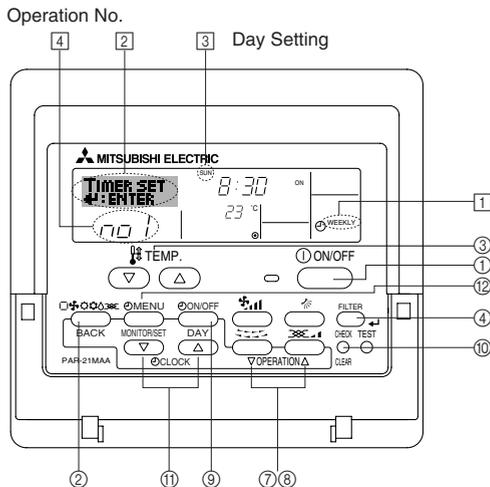 Operation No.
4 2 3 Day Setting
MITSUBISHI ELECTRIC
SUN
TIMER SET
↵:ENTER
8:30 ON
23 °C
WEEKLY
1
no 1
TEMP. ON/OFF
3
1
12
MENU ON/OFF FILTER
4
BACK MONITOR/SET DAY CHECK TEST
10
PAR-21MAA CLOCK ▽OPERATION△ CLEAR
2 11 9 7 8